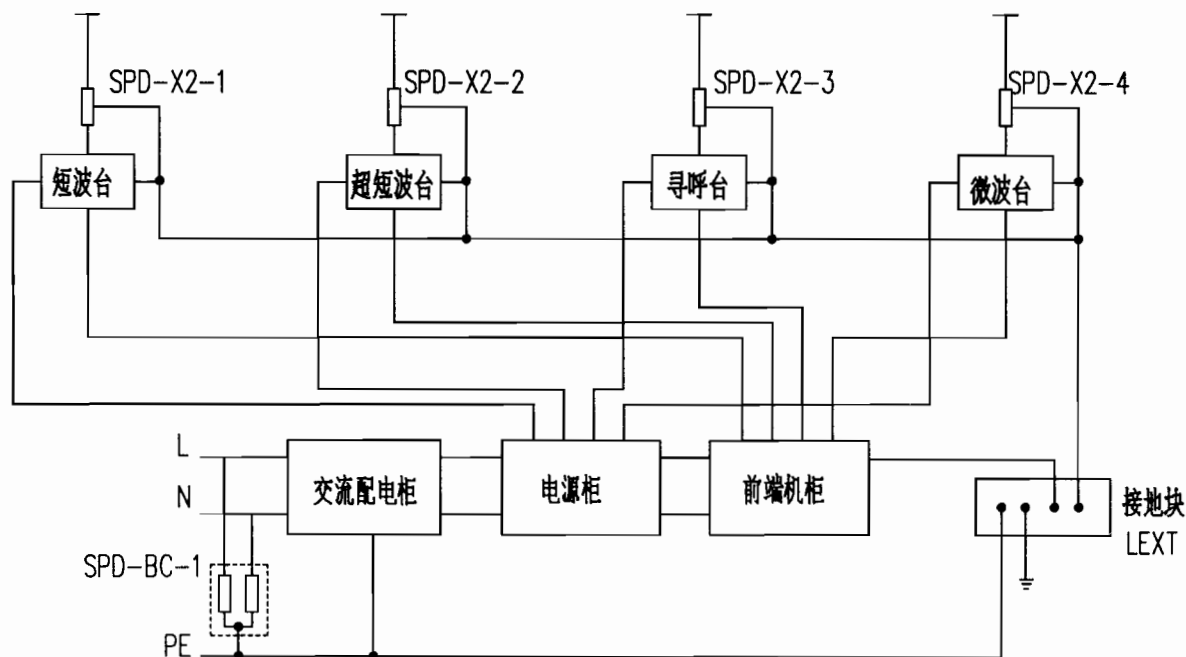 SPD-X2-1
SPD-X2-2
SPD-X2-3
SPD-X2-4
短波台
超短波台
寻呼台
微波台
L
N
交流配电柜
电源柜
前端机柜
接地块
LEXT
SPD-BC-1
PE